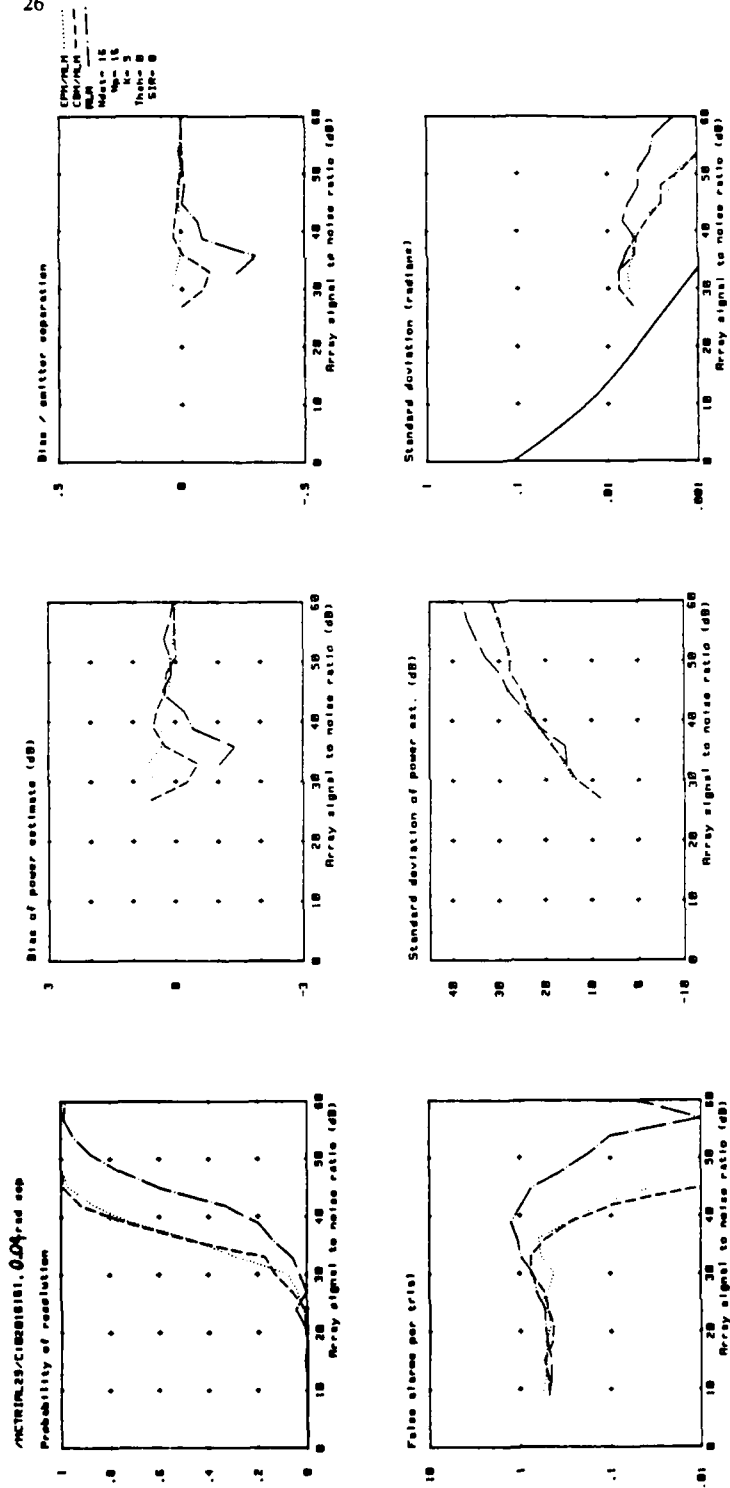 26
/MCTRIAL25/C102016161, 0.04 rad sep
Probability of resolution
1
.8
.6
.4
.2
0
0 10 20 30 40 50 60
Array signal to noise ratio (dB)
Bias of power estimate (dB)
3
0
-3
0 10 20 30 40 50 60
Array signal to noise ratio (dB)
Bias / emitter separation
.5
0
-.5
0 10 20 30 40 50 60
Array signal to noise ratio (dB)
EPM/MLM
CBM/MLM
MLM
Ndat= 16
Np= 16
K= 5
Thsh= 0
SIR= 0
False alarms per trial
10
1
.1
.01
0 10 20 30 40 50 60
Array signal to noise ratio (dB)
Standard deviation of power est. (dB)
40
30
20
10
0
-10
0 10 20 30 40 50 60
Array signal to noise ratio (dB)
Standard deviation (radians)
1
.1
.01
.001
0 10 20 30 40 50 60
Array signal to noise ratio (dB)